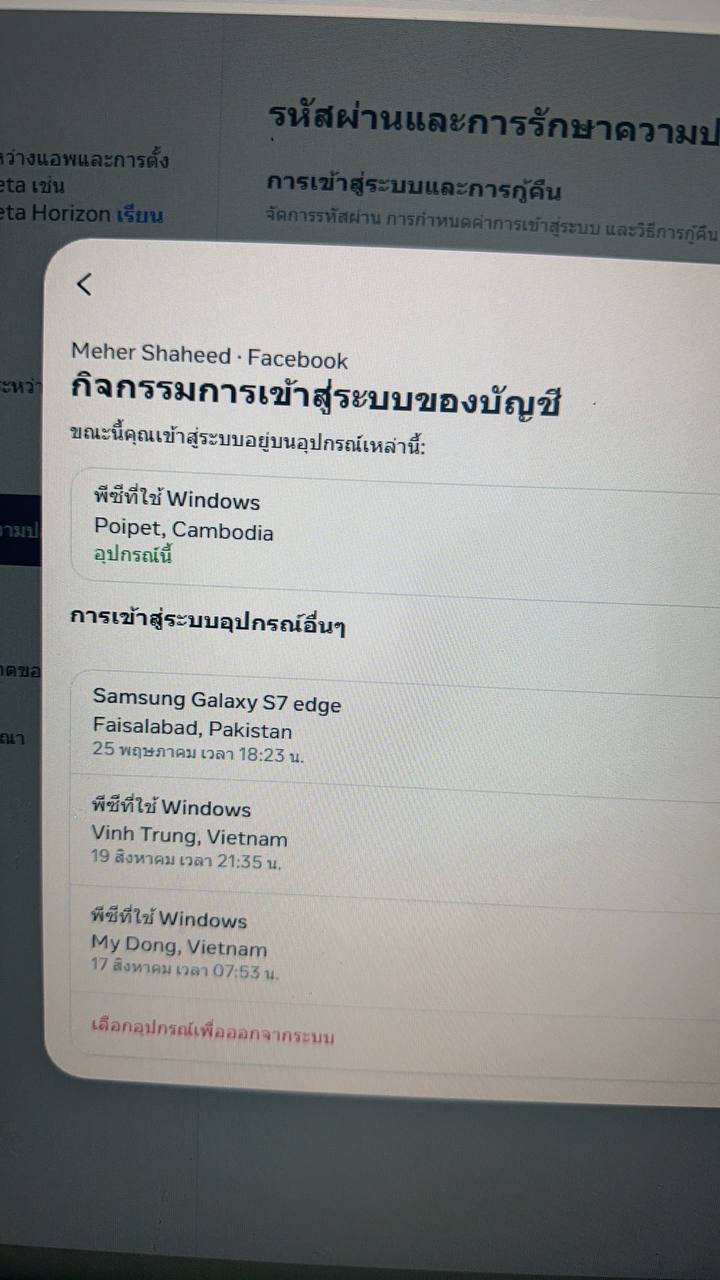 รหัสผ่านและการรักษาความป
การเข้าสู่ระบบและการกู้คืน
จัดการรหัสผ่าน การกำหนดค่าการเข้าสู่ระบบ และวิธีการกู้คืน
หว่างแอพและการตั้ง
eta เช่น
eta Horizon เรียน
Meher Shaheed · Facebook
กิจกรรมการเข้าสู่ระบบของบัญชี
ขณะนี้คุณเข้าสู่ระบบอยู่บนอุปกรณ์เหล่านี้:
พีซีที่ใช้ Windows
Poipet, Cambodia
อุปกรณ์นี้
การเข้าสู่ระบบอุปกรณ์อื่นๆ
Samsung Galaxy S7 edge
Faisalabad, Pakistan
25 พฤษภาคม เวลา 18:23 น.
พีซีที่ใช้ Windows
Vinh Trung, Vietnam
19 สิงหาคม เวลา 21:35 น.
พีซีที่ใช้ Windows
My Dong, Vietnam
17 สิงหาคม เวลา 07:53 น.
เลือกอุปกรณ์เพื่อออกจากระบบ